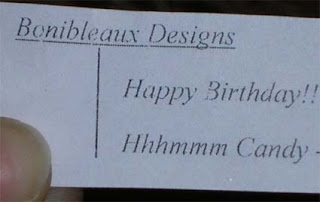 Bonibleaux Designs
Happy Birthday!!
Hhhmmm Candy -